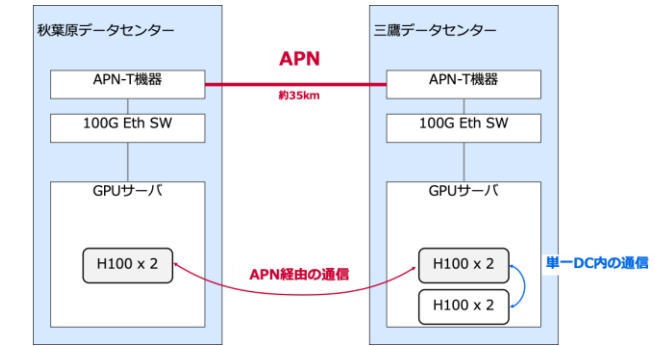 秋葉原データセンター
APN-T機器
100G Eth SW
GPUサーバ
H100 x 2
APN
約35km
APN経由の通信
三鷹データセンター
APN-T機器
100G Eth SW
GPUサーバ
H100 x 2
H100 x 2
単一DC内の通信